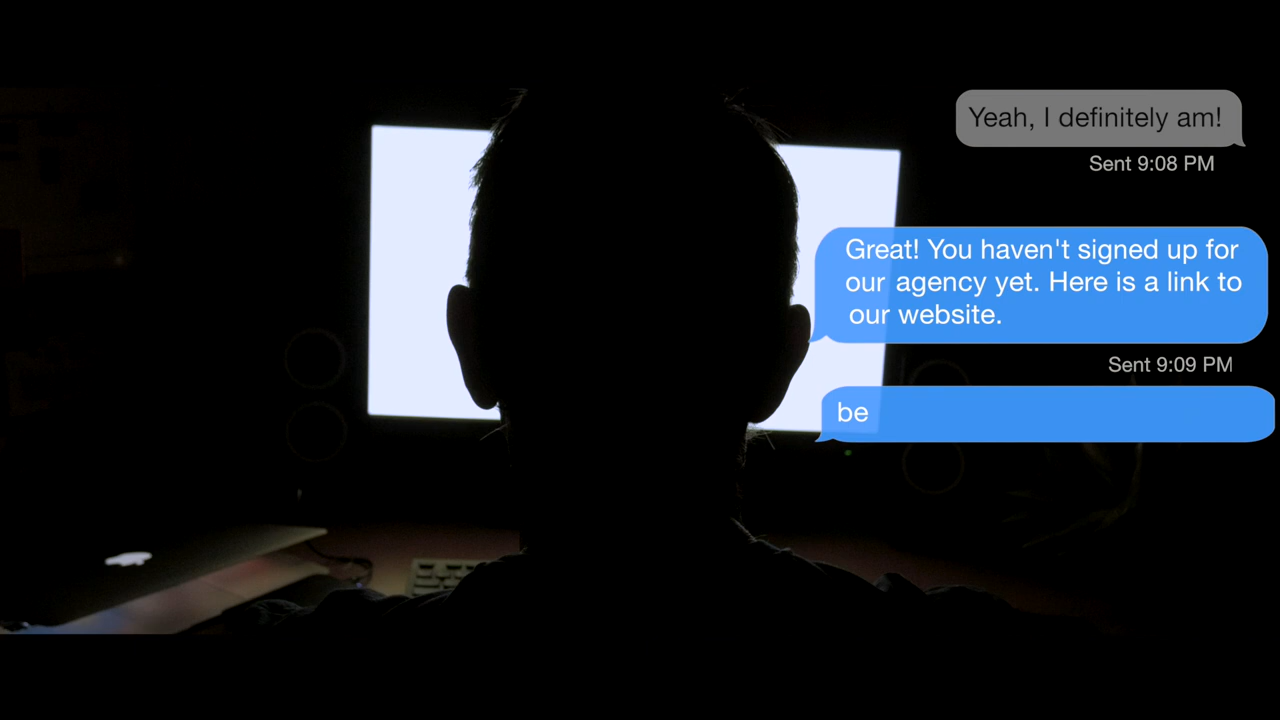 Yeah, I definitely am!
Sent 9:08 PM
Great! You haven't signed up for
our agency yet. Here is a link to
our website.
Sent 9:09 PM
be